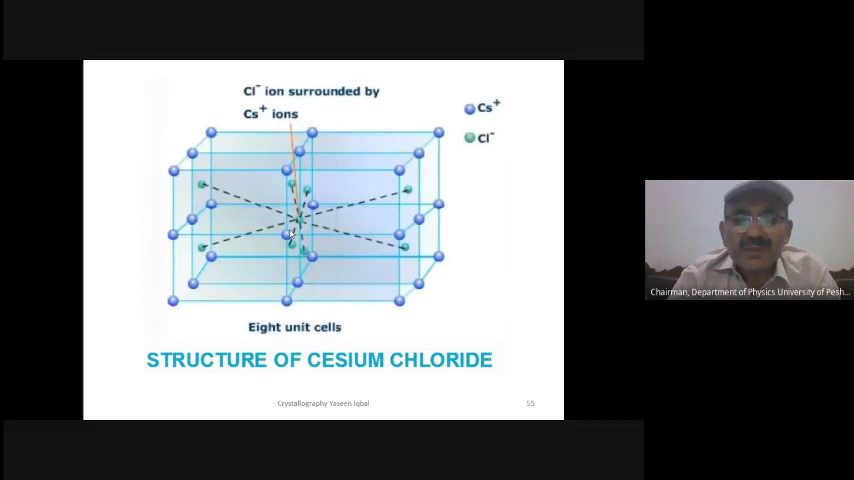 Cl⁻ ion surrounded by
Cs⁺ ions
Cs⁺
Cl⁻
Eight unit cells
STRUCTURE OF CESIUM CHLORIDE
Crystallography Yaseen Iqbal
55
Chairman, Department of Physics University of Pesh...